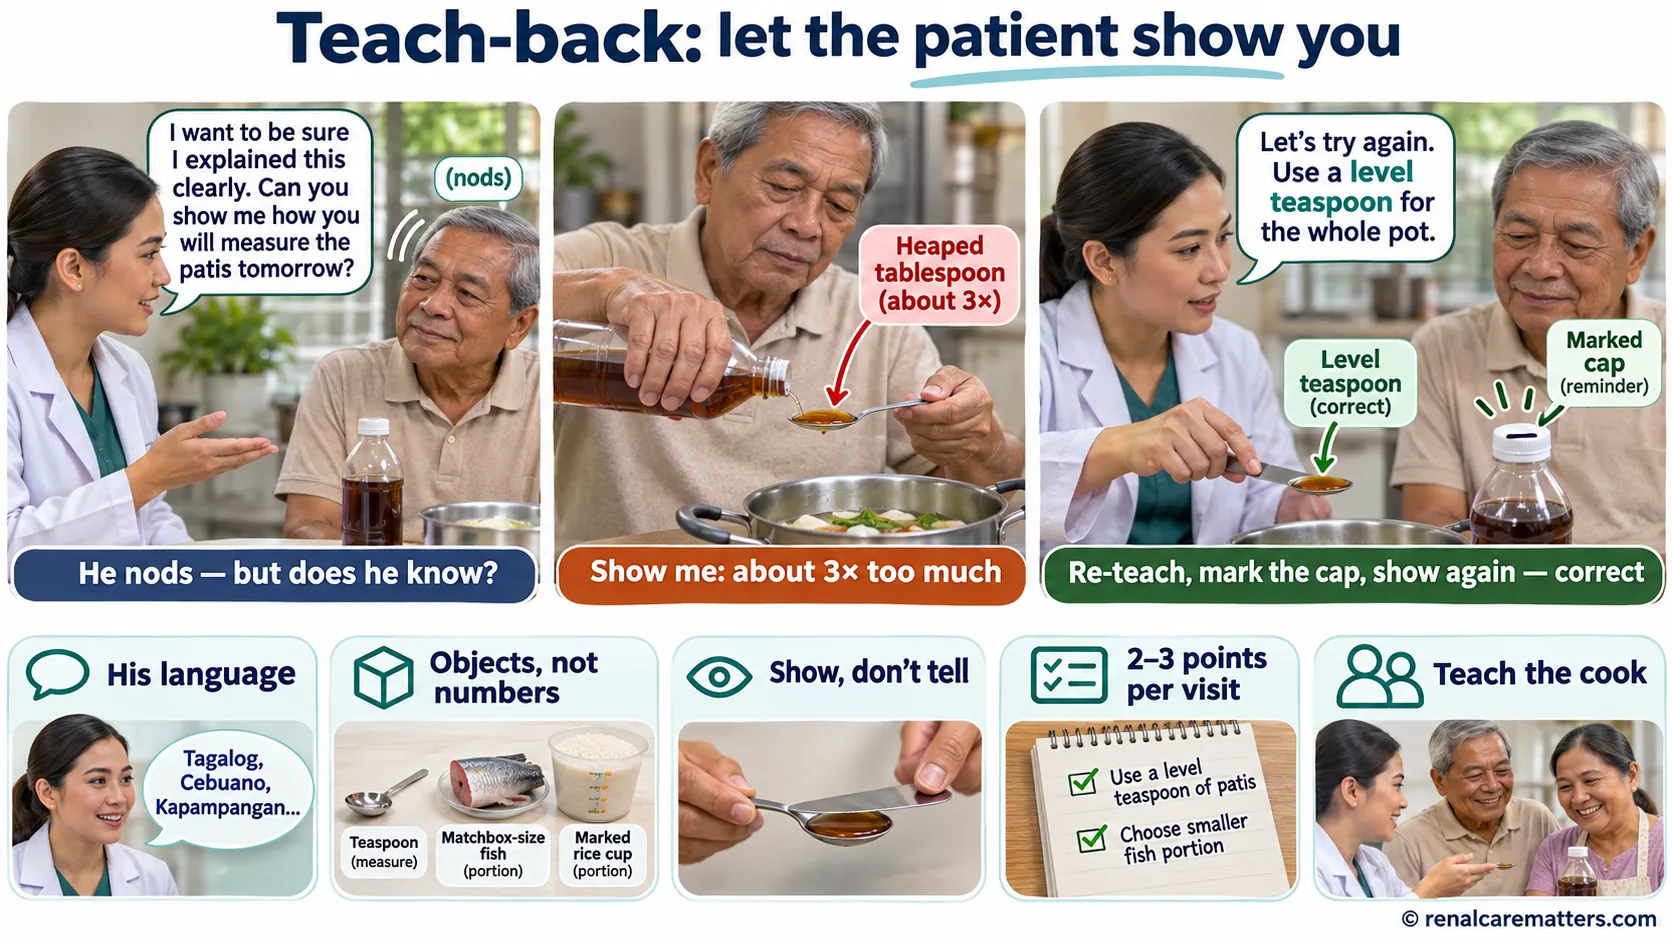 Teach-back: let the patient show you
I want to be sure
I explained this
clearly. Can you
show me how you
will measure the
patis tomorrow?
(nods)
He nods — but does he know?
Heaped
tablespoon
(about 3×)
Show me: about 3× too much
Let's try again.
Use a level
teaspoon for
the whole pot.
Level
teaspoon
(correct)
Marked
cap
(reminder)
Re-teach, mark the cap, show again — correct
His language
Tagalog,
Cebuano,
Kapampangan...
Objects, not
numbers
Teaspoon
(measure)
Matchbox-size
fish
(portion)
Marked
rice cup
(portion)
Show, don't tell
2–3 points
per visit
Use a level
teaspoon of patis
Choose smaller
fish portion
Teach the cook
© renalcarematters.com